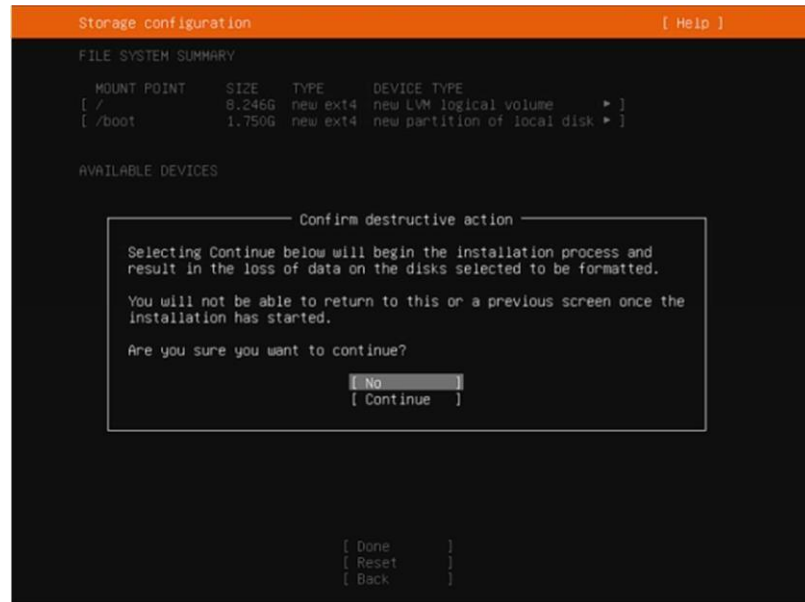 Storage configuration [ Help ]
FILE SYSTEM SUMMARY
MOUNT POINT SIZE TYPE DEVICE TYPE
[ / 8.246G new ext4 new LVM logical volume ▸ ]
[ /boot 1.750G new ext4 new partition of local disk ▸ ]
AVAILABLE DEVICES
Confirm destructive action
Selecting Continue below will begin the installation process and
result in the loss of data on the disks selected to be formatted.
You will not be able to return to this or a previous screen once the
installation has started.
Are you sure you want to continue?
[ No ]
[ Continue ]
[ Done ]
[ Reset ]
[ Back ]